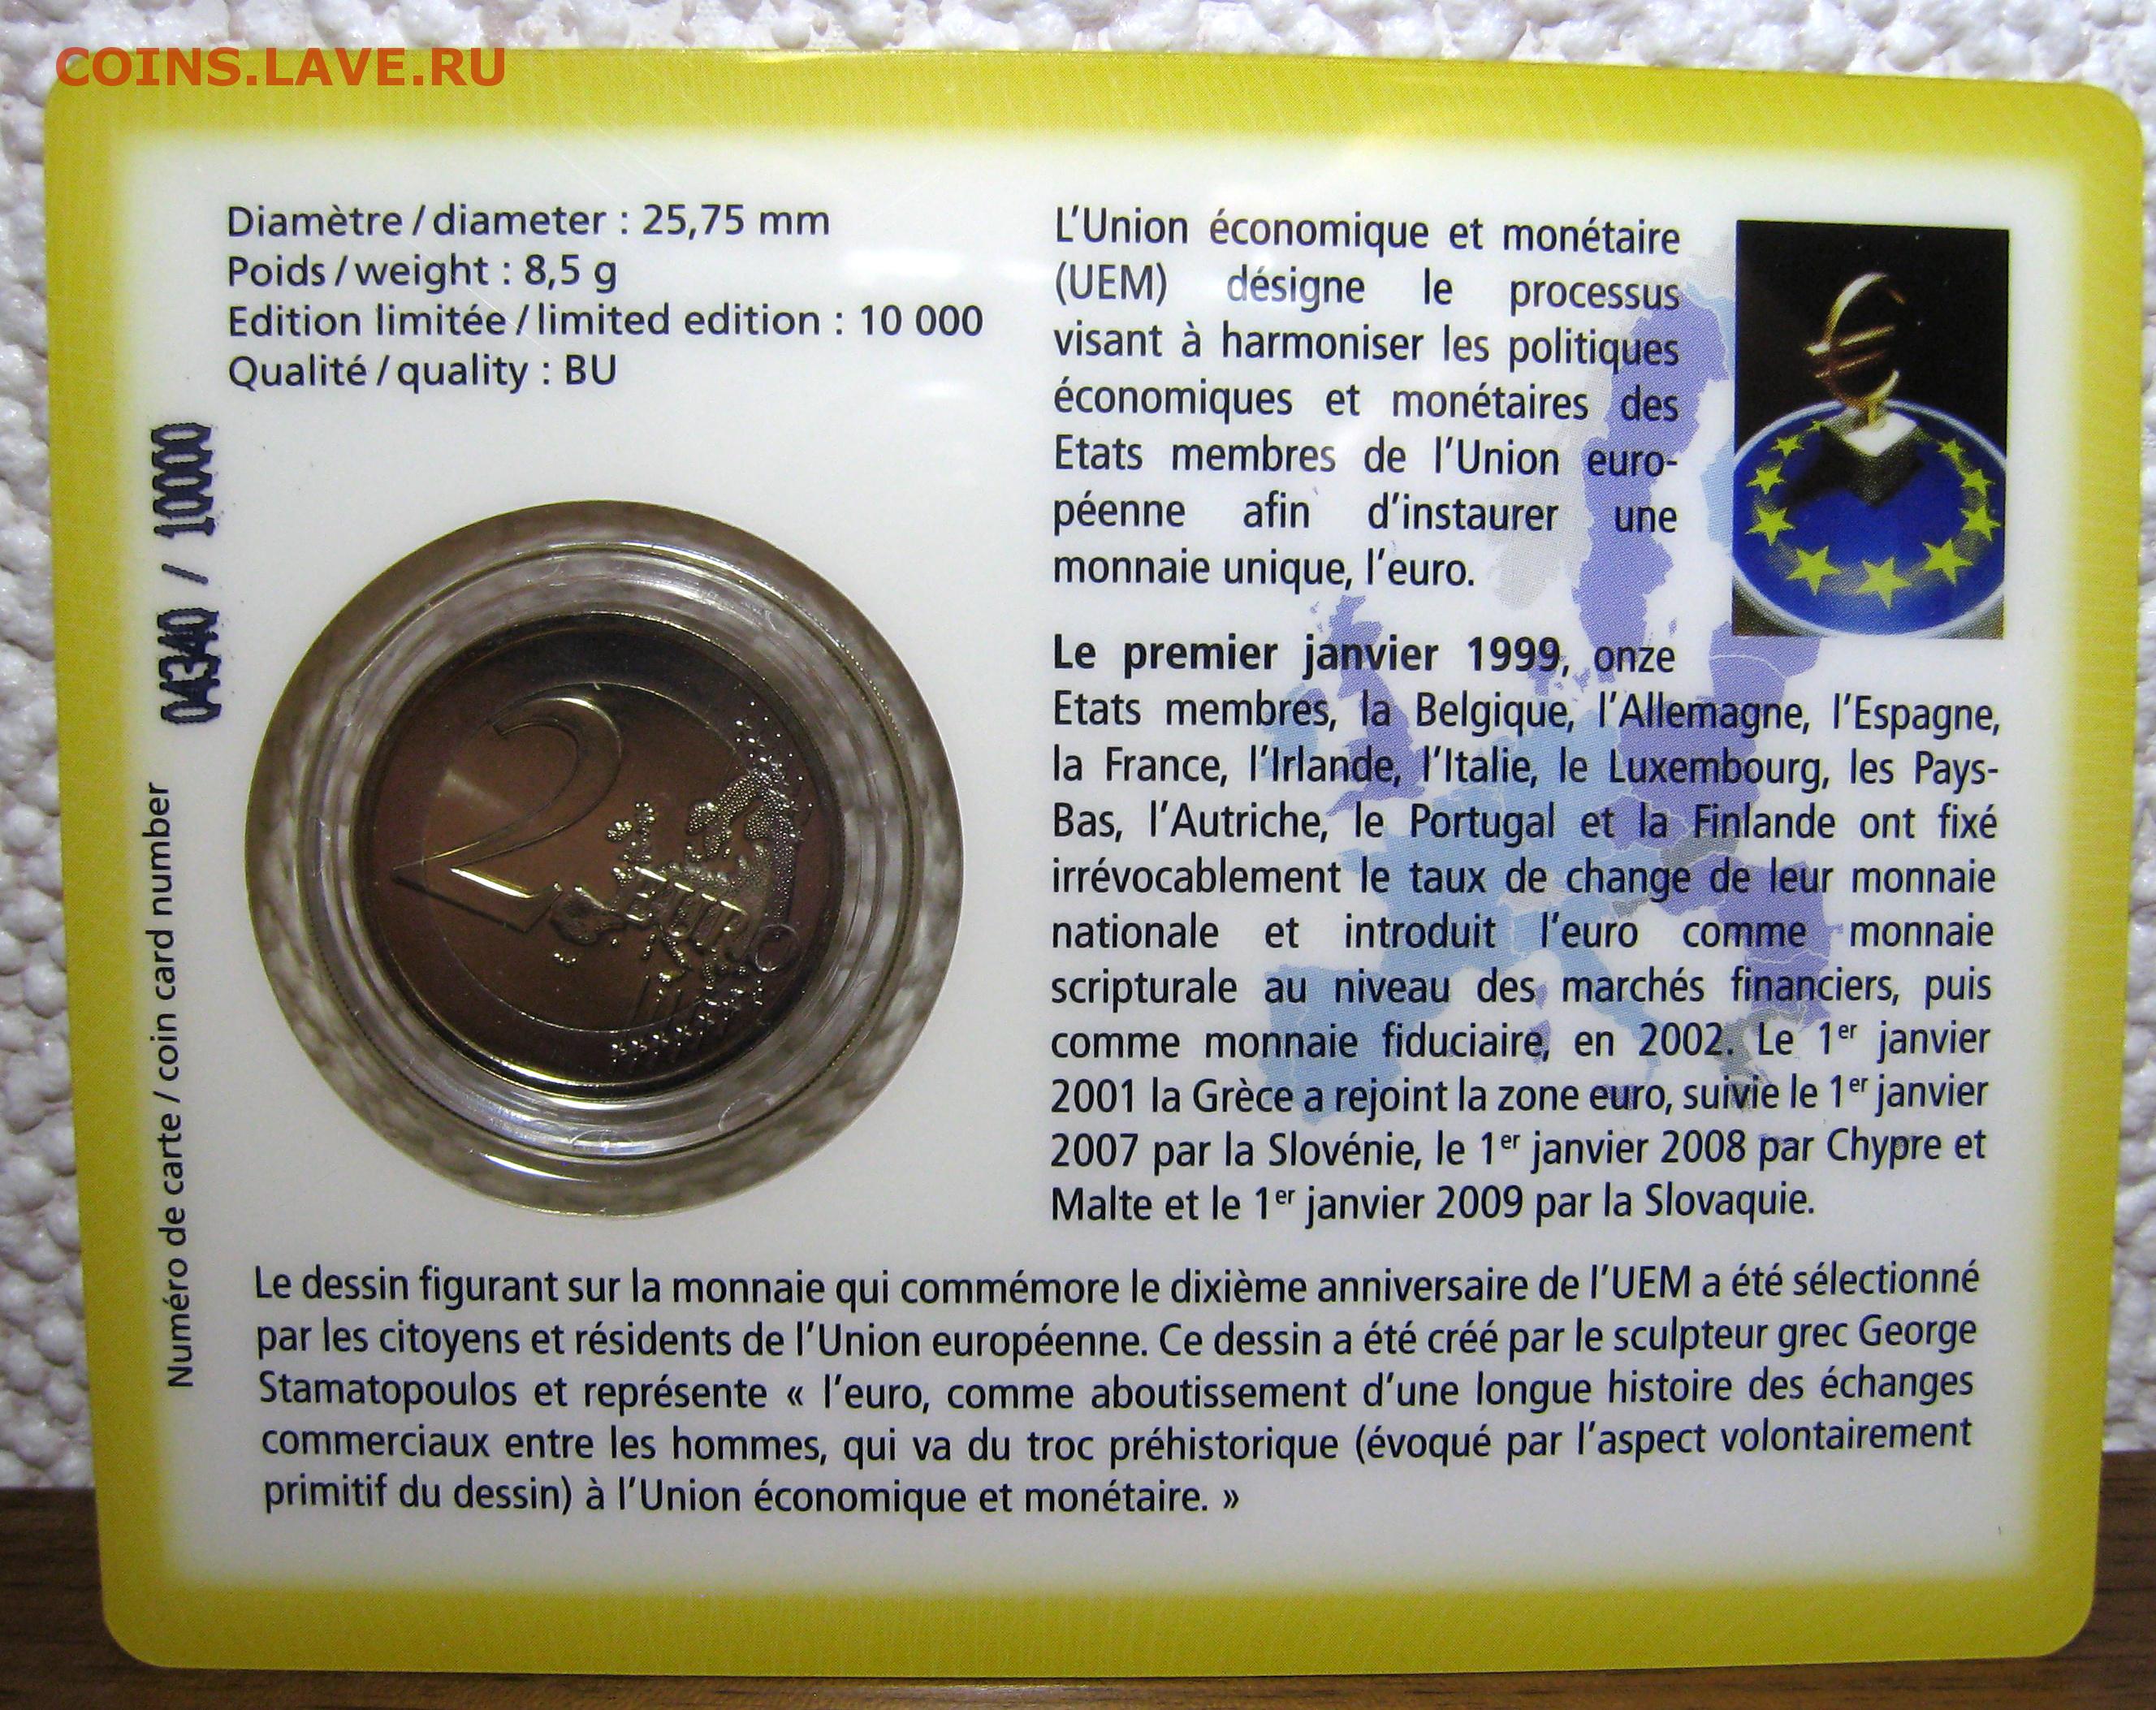 COINS.LAVE.RU
Diamètre / diameter : 25,75 mm
Poids / weight : 8,5 g
Edition limitée / limited edition : 10 000
Qualité / quality : BU
Numéro de carte / coin card number 04340 / 10000
2 EURO
L'Union économique et monétaire
(UEM) désigne le processus
visant à harmoniser les politiques
économiques et monétaires des
Etats membres de l'Union euro-
péenne afin d'instaurer une
monnaie unique, l'euro.
Le premier janvier 1999, onze
Etats membres, la Belgique, l'Allemagne, l'Espagne,
la France, l'Irlande, l'Italie, le Luxembourg, les Pays-
Bas, l'Autriche, le Portugal et la Finlande ont fixé
irrévocablement le taux de change de leur monnaie
nationale et introduit l'euro comme monnaie
scripturale au niveau des marchés financiers, puis
comme monnaie fiduciaire, en 2002. Le 1er janvier
2001 la Grèce a rejoint la zone euro, suivie le 1er janvier
2007 par la Slovénie, le 1er janvier 2008 par Chypre et
Malte et le 1er janvier 2009 par la Slovaquie.
Le dessin figurant sur la monnaie qui commémore le dixième anniversaire de l'UEM a été sélectionné
par les citoyens et résidents de l'Union européenne. Ce dessin a été créé par le sculpteur grec George
Stamatopoulos et représente « l'euro, comme aboutissement d'une longue histoire des échanges
commerciaux entre les hommes, qui va du troc préhistorique (évoqué par l'aspect volontairement
primitif du dessin) à l'Union économique et monétaire. »